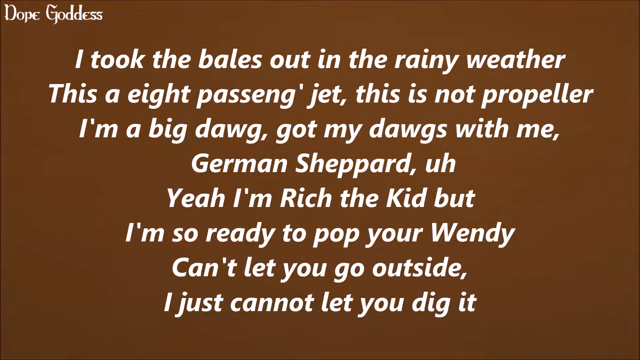 Dope Goddess
I took the bales out in the rainy weather
This a eight passeng' jet, this is not propeller
I'm a big dawg, got my dawgs with me,
German Sheppard, uh
Yeah I'm Rich the Kid but
I'm so ready to pop your Wendy
Can't let you go outside,
I just cannot let you dig it